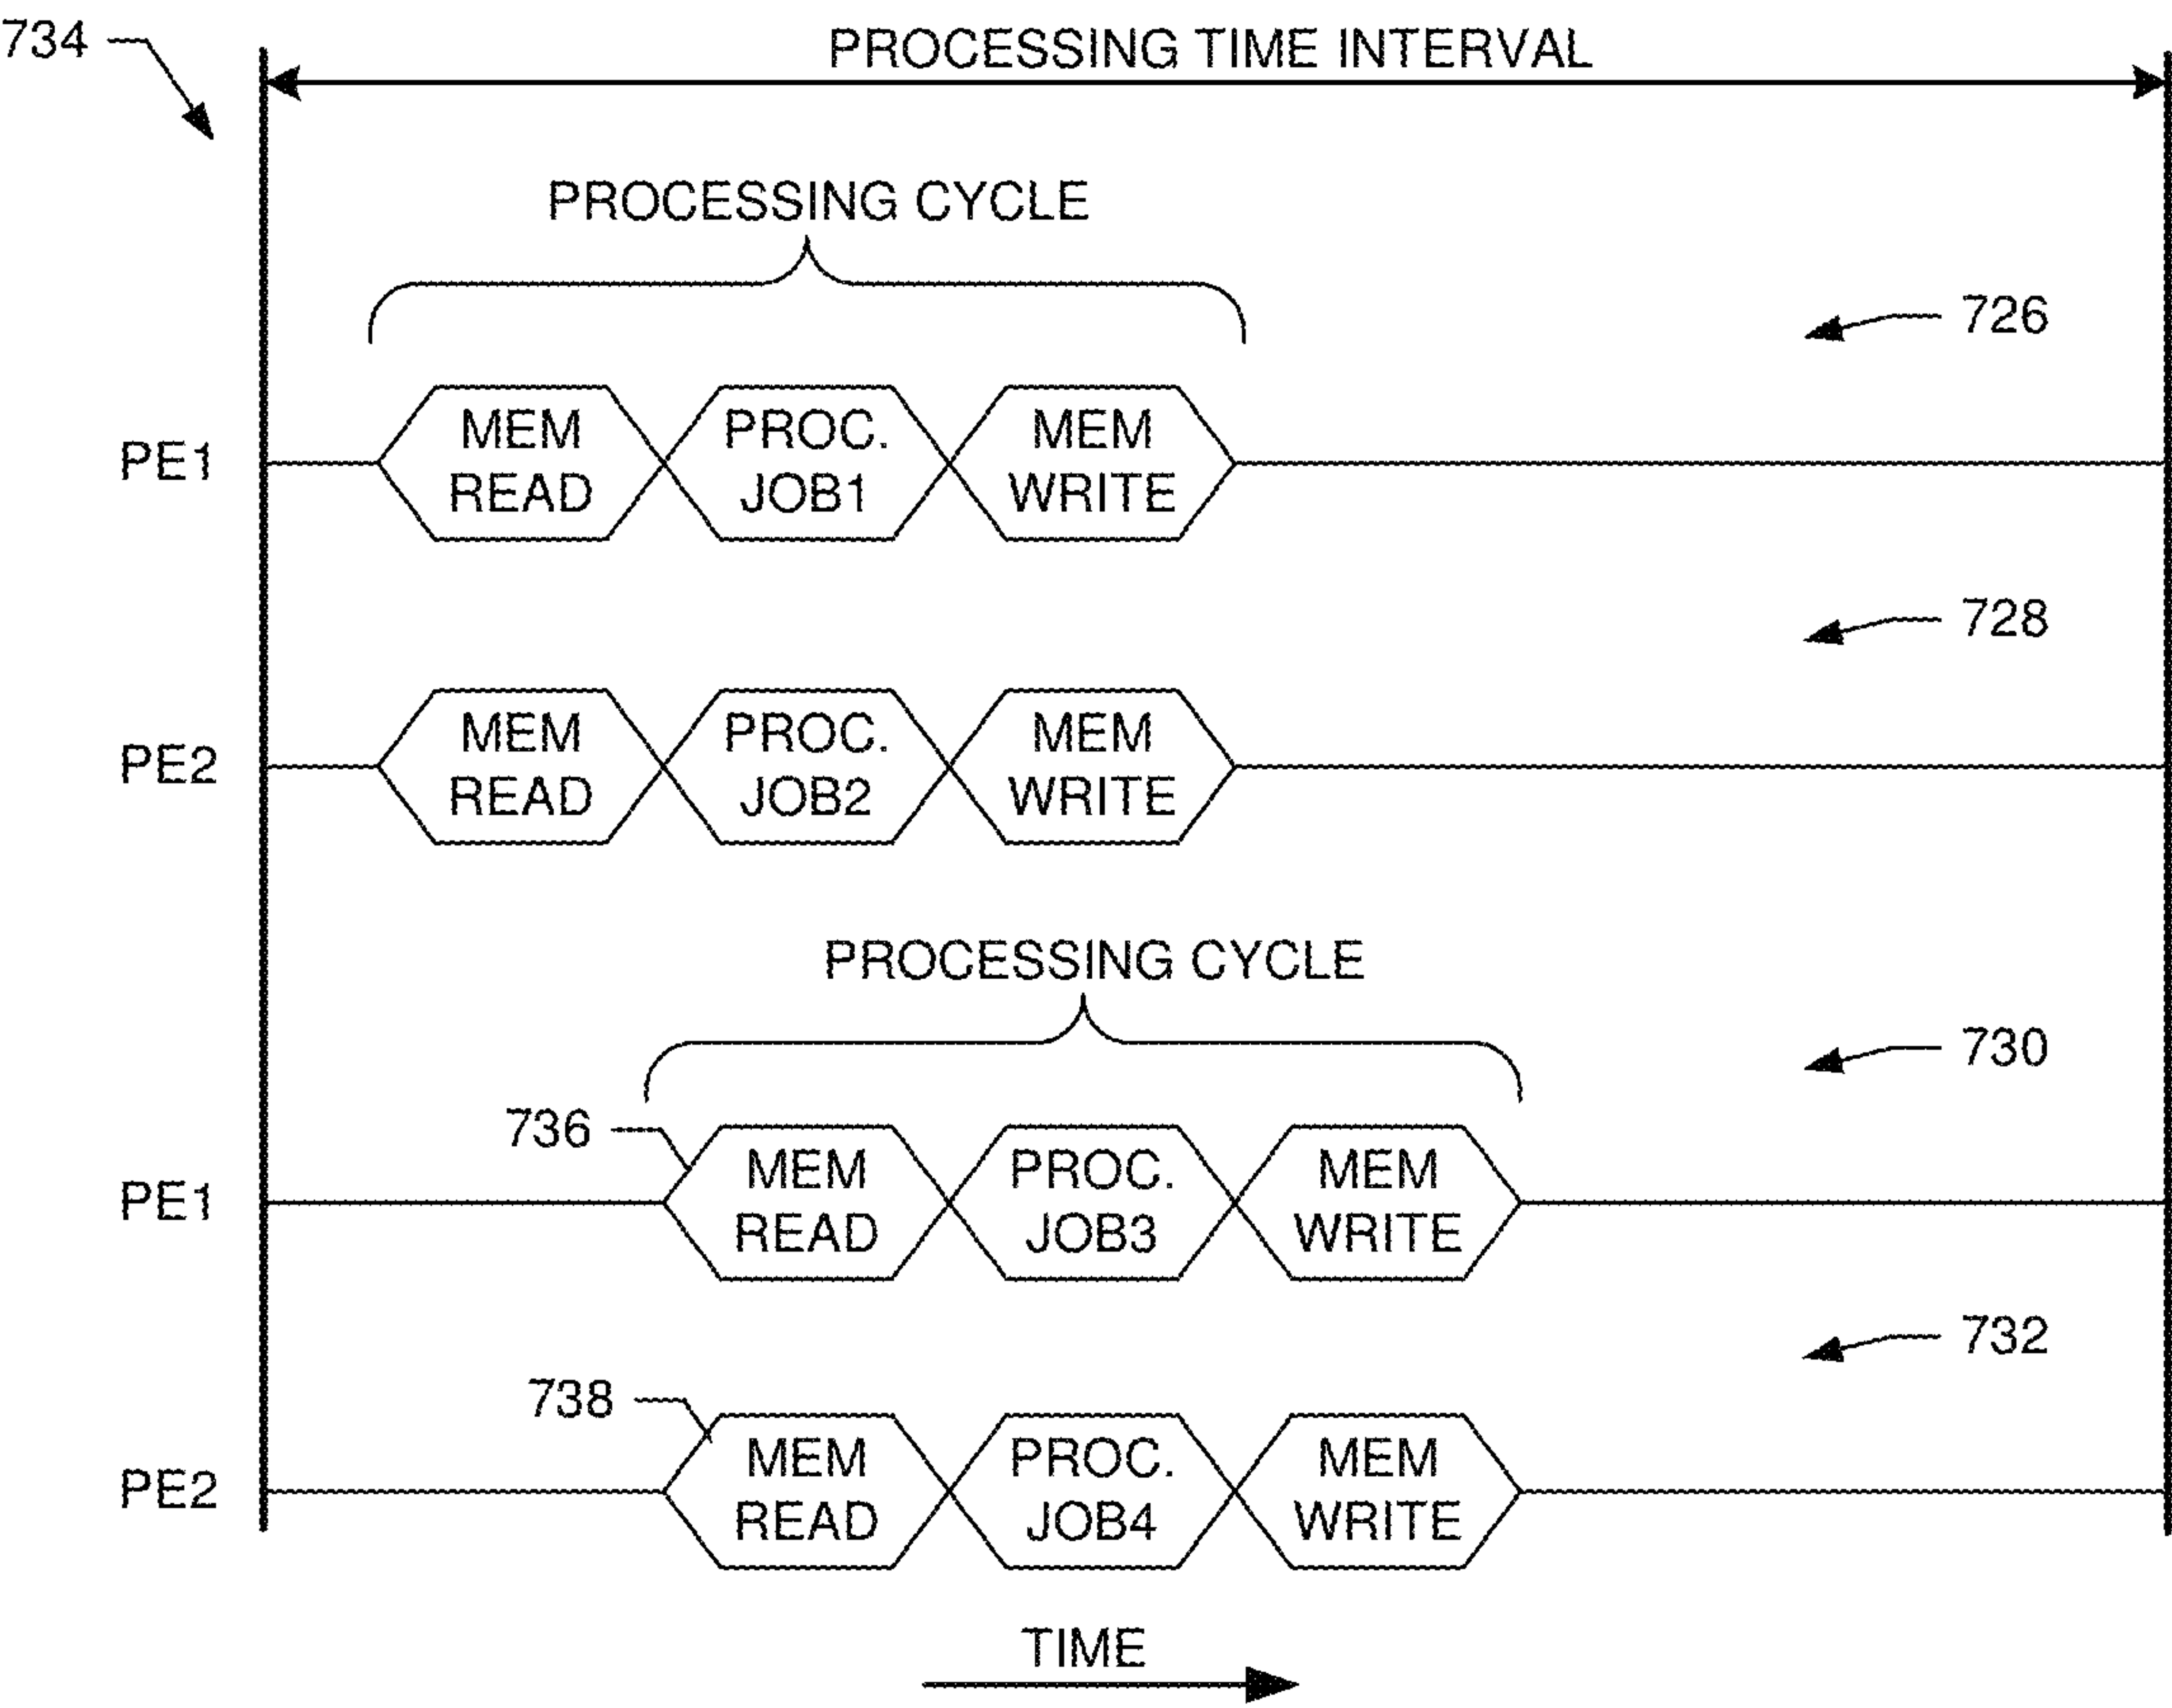 734
PROCESSING TIME INTERVAL
PROCESSING CYCLE
726
PE1
MEM READ
PROC. JOB1
MEM WRITE
728
PE2
MEM READ
PROC. JOB2
MEM WRITE
PROCESSING CYCLE
730
736
PE1
MEM READ
PROC. JOB3
MEM WRITE
732
738
PE2
MEM READ
PROC. JOB4
MEM WRITE
TIME